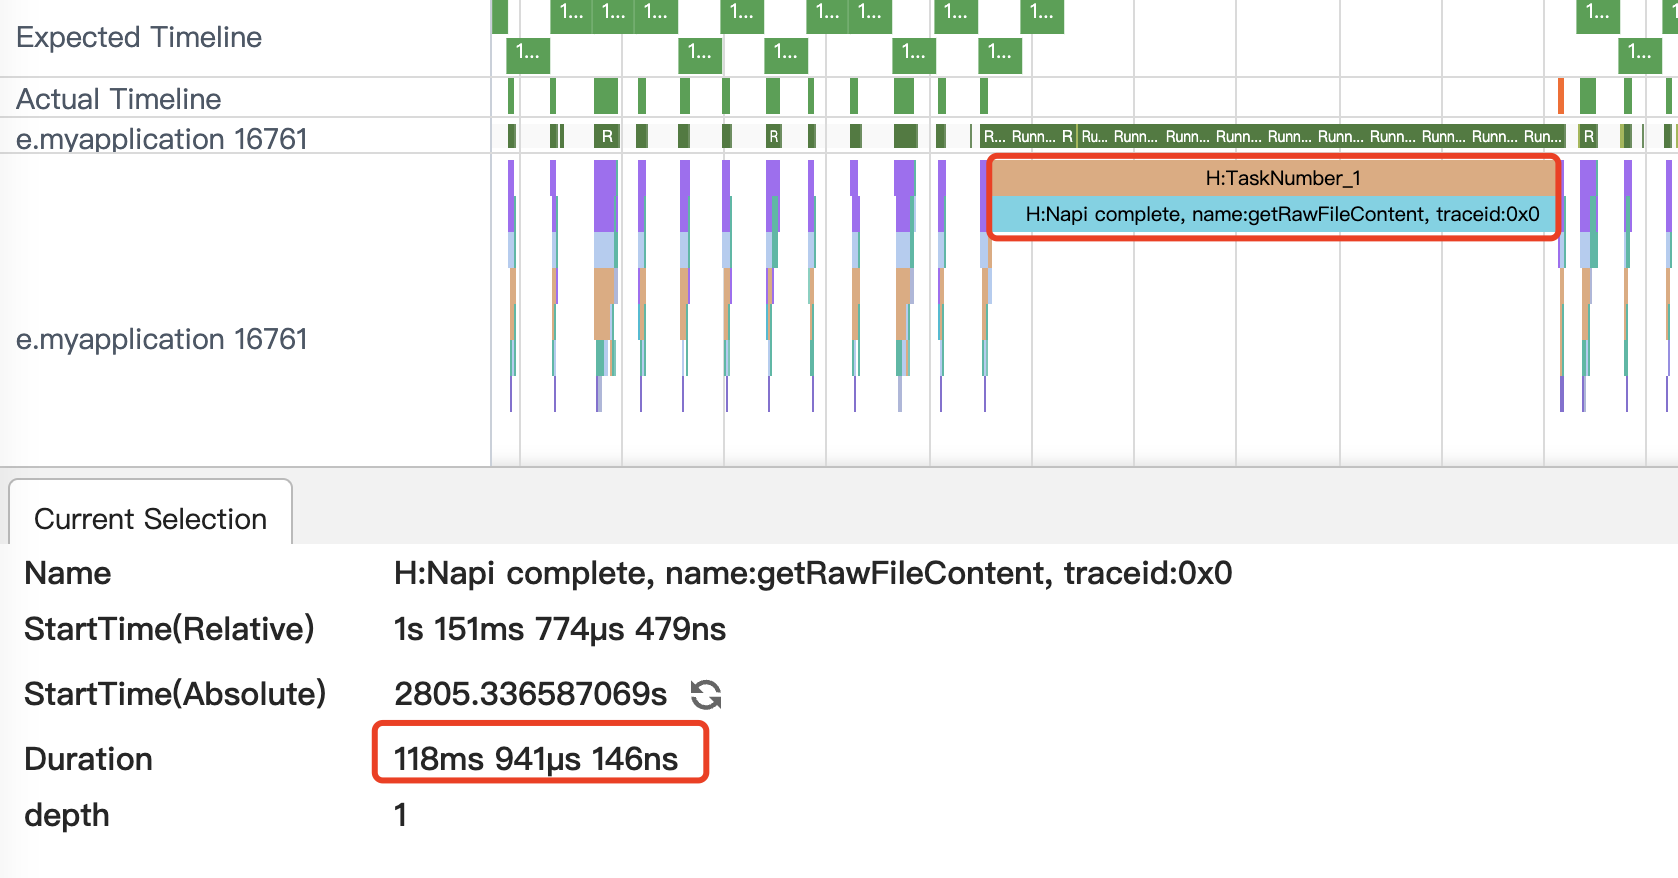 1... 1... 1... 1... 1... 1... 1... 1... 1...
Expected Timeline
1... 1... 1... 1... 1... 1...
Actual Timeline
e.myapplication 16761 R R R... Runn... R Ru... Runn... Runn... Runn... Runn... Runn... Runn... Runn... Runn... Run... R
H:TaskNumber_1
H:Napi complete, name:getRawFileContent, traceid:0x0
e.myapplication 16761
Current Selection
Name H:Napi complete, name:getRawFileContent, traceid:0x0
StartTime(Relative) 1s 151ms 774μs 479ns
StartTime(Absolute) 2805.336587069s
Duration 118ms 941μs 146ns
depth 1